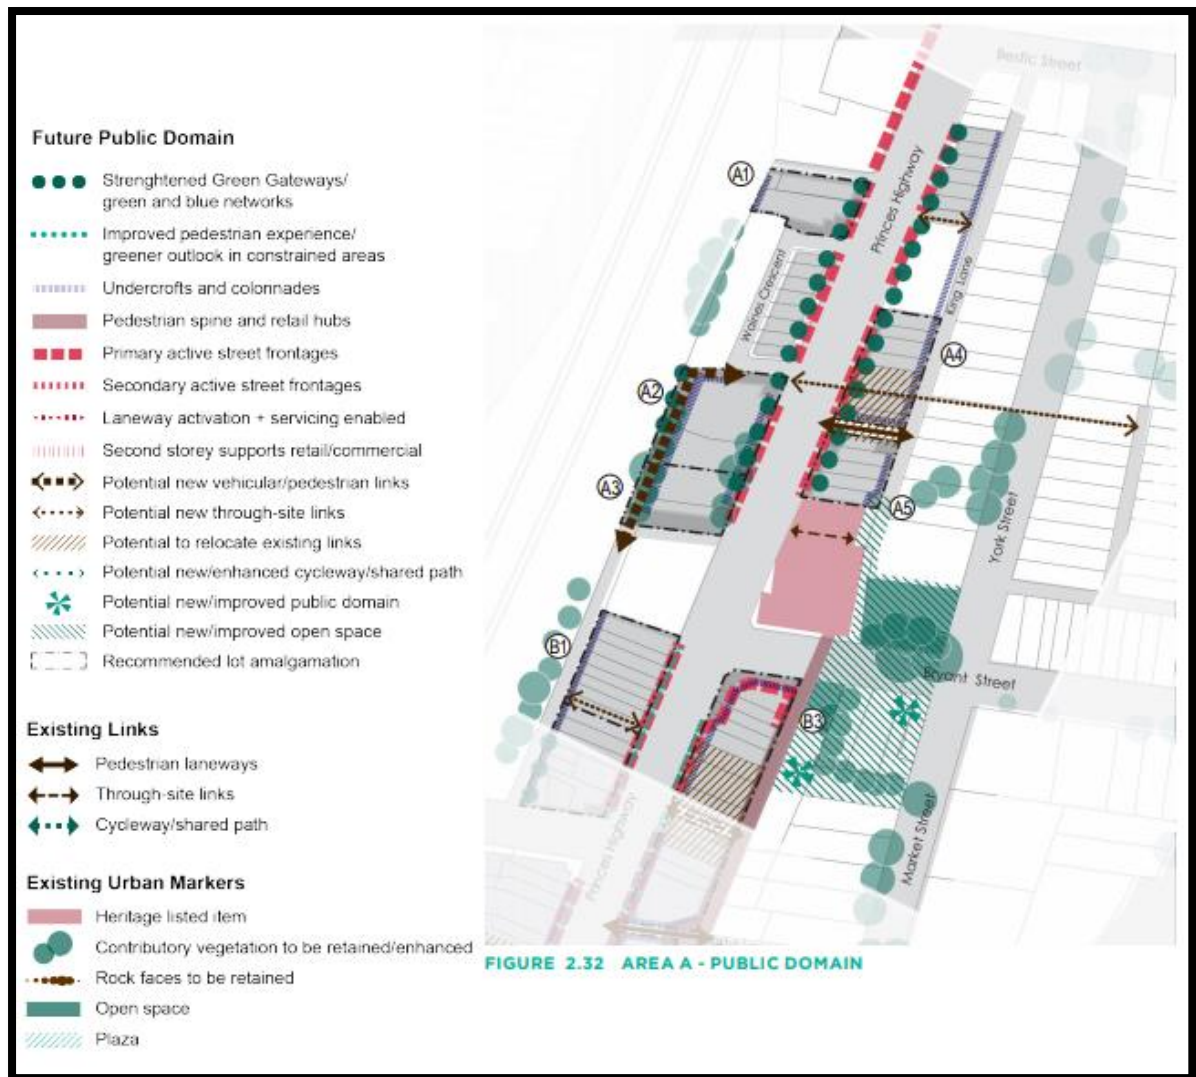 Future Public Domain
Strenghtened Green Gateways/
green and blue networks
Improved pedestrian experience/
greener outlook in constrained areas
Undercrofts and colonnades
Pedestrian spine and retail hubs
Primary active street frontages
Secondary active street frontages
Laneway activation + servicing enabled
Second storey supports retail/commercial
Potential new vehicular/pedestrian links
Potential new through-site links
Potential to relocate existing links
Potential new/enhanced cycleway/shared path
Potential new/improved public domain
Potential new/improved open space
Recommended lot amalgamation
Existing Links
Pedestrian laneways
Through-site links
Cycleway/shared path
Existing Urban Markers
Heritage listed item
Contributory vegetation to be retained/enhanced
Rock faces to be retained
Open space
Plaza
Bestic Street
Princes Highway
A1
Waines Crescent
King Lane
A4
A2
A3
A5
York Street
B1
Bryant Street
B3
Market Street
Princes Highway
FIGURE 2.32 AREA A - PUBLIC DOMAIN